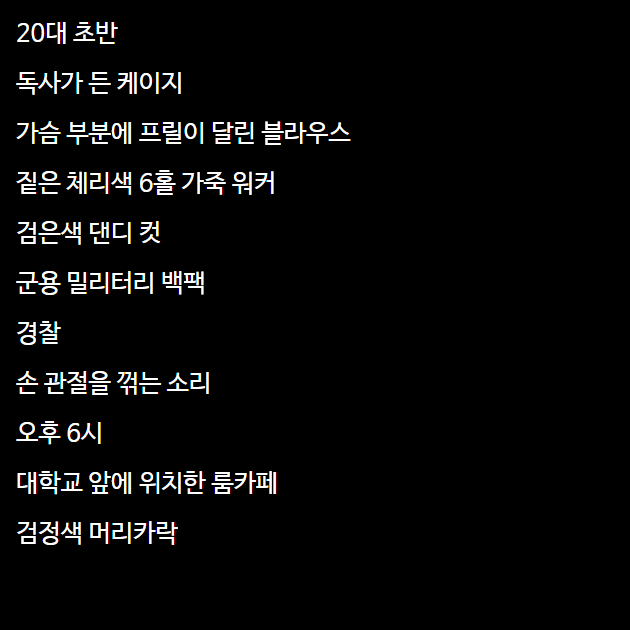 20대 초반
독사가 든 케이지
가슴 부분에 프릴이 달린 블라우스
짙은 체리색 6홀 가죽 워커
검은색 댄디 컷
군용 밀리터리 백팩
경찰
손 관절을 꺾는 소리
오후 6시
대학교 앞에 위치한 룸카페
검정색 머리카락